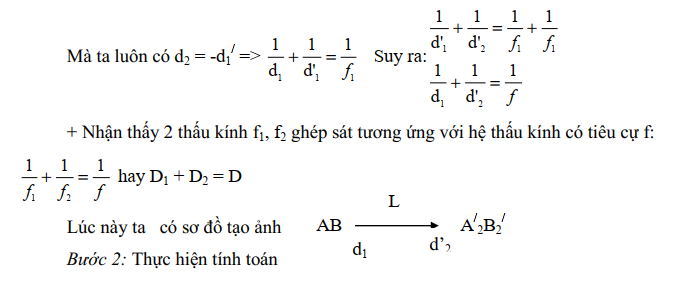 Mà ta luôn có d₂ = -d₁′ => 1/d₁ + 1/d'₁ = 1/f₁ Suy ra: 1/d'₁ + 1/d'₂ = 1/f₁ + 1/f₁
1/d₁ + 1/d'₂ = 1/f
+ Nhận thấy 2 thấu kính f₁, f₂ ghép sát tương ứng với hệ thấu kính có tiêu cự f:
1/f₁ + 1/f₂ = 1/f hay D₁ + D₂ = D
L
Lúc này ta có sơ đồ tạo ảnh AB → A′₂B₂′
d₁ d’₂
Bước 2: Thực hiện tính toán